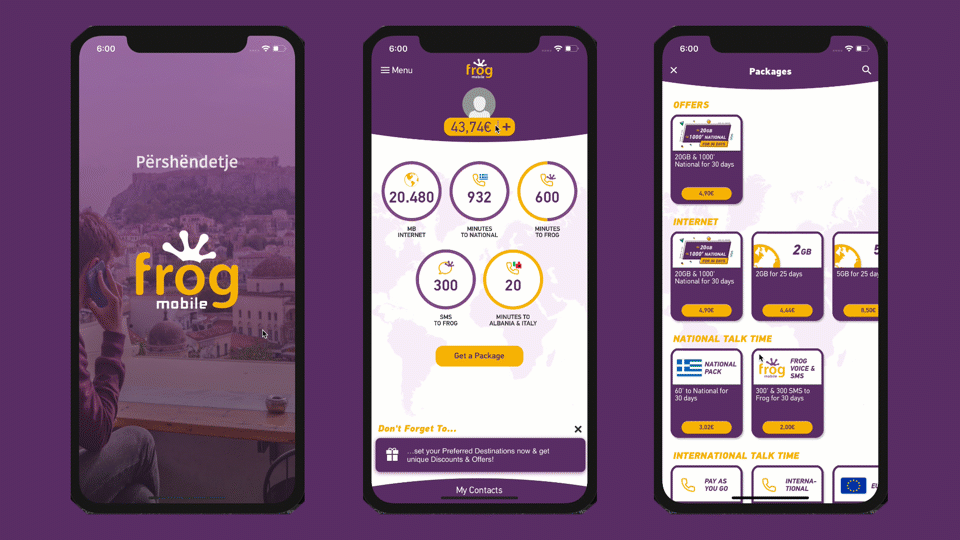 6:00
Përshëndetje
frog
mobile
6:00
Menu
frog
mobile
43,74€ +
20.480
MB
INTERNET
932
MINUTES
TO NATIONAL
600
MINUTES
TO FROG
300
SMS
TO FROG
20
MINUTES TO
ALBANIA & ITALY
Get a Package
Don't Forget To...
...set your Preferred Destinations now & get
unique Discounts & Offers!
My Contacts
6:00
Packages
OFFERS
20GB
& 1000' NATIONAL
FOR 30 DAYS
20GB & 1000'
National for 30 days
4,90€
INTERNET
20GB
& 1000' NATIONAL
FOR 30 DAYS
20GB & 1000'
National for 30 days
4,90€
2GB
2GB for 25 days
4,44€
5
5GB for 25 day
8,50€
NATIONAL TALK TIME
NATIONAL
PACK
60' to National for
30 days
3,02€
frog
mobile
FROG
VOICE &
SMS
300' & 300 SMS to
Frog for 30 days
2,00€
INTERNATIONAL TALK TIME
PAY AS
YOU GO
INTERNA-
TIONAL